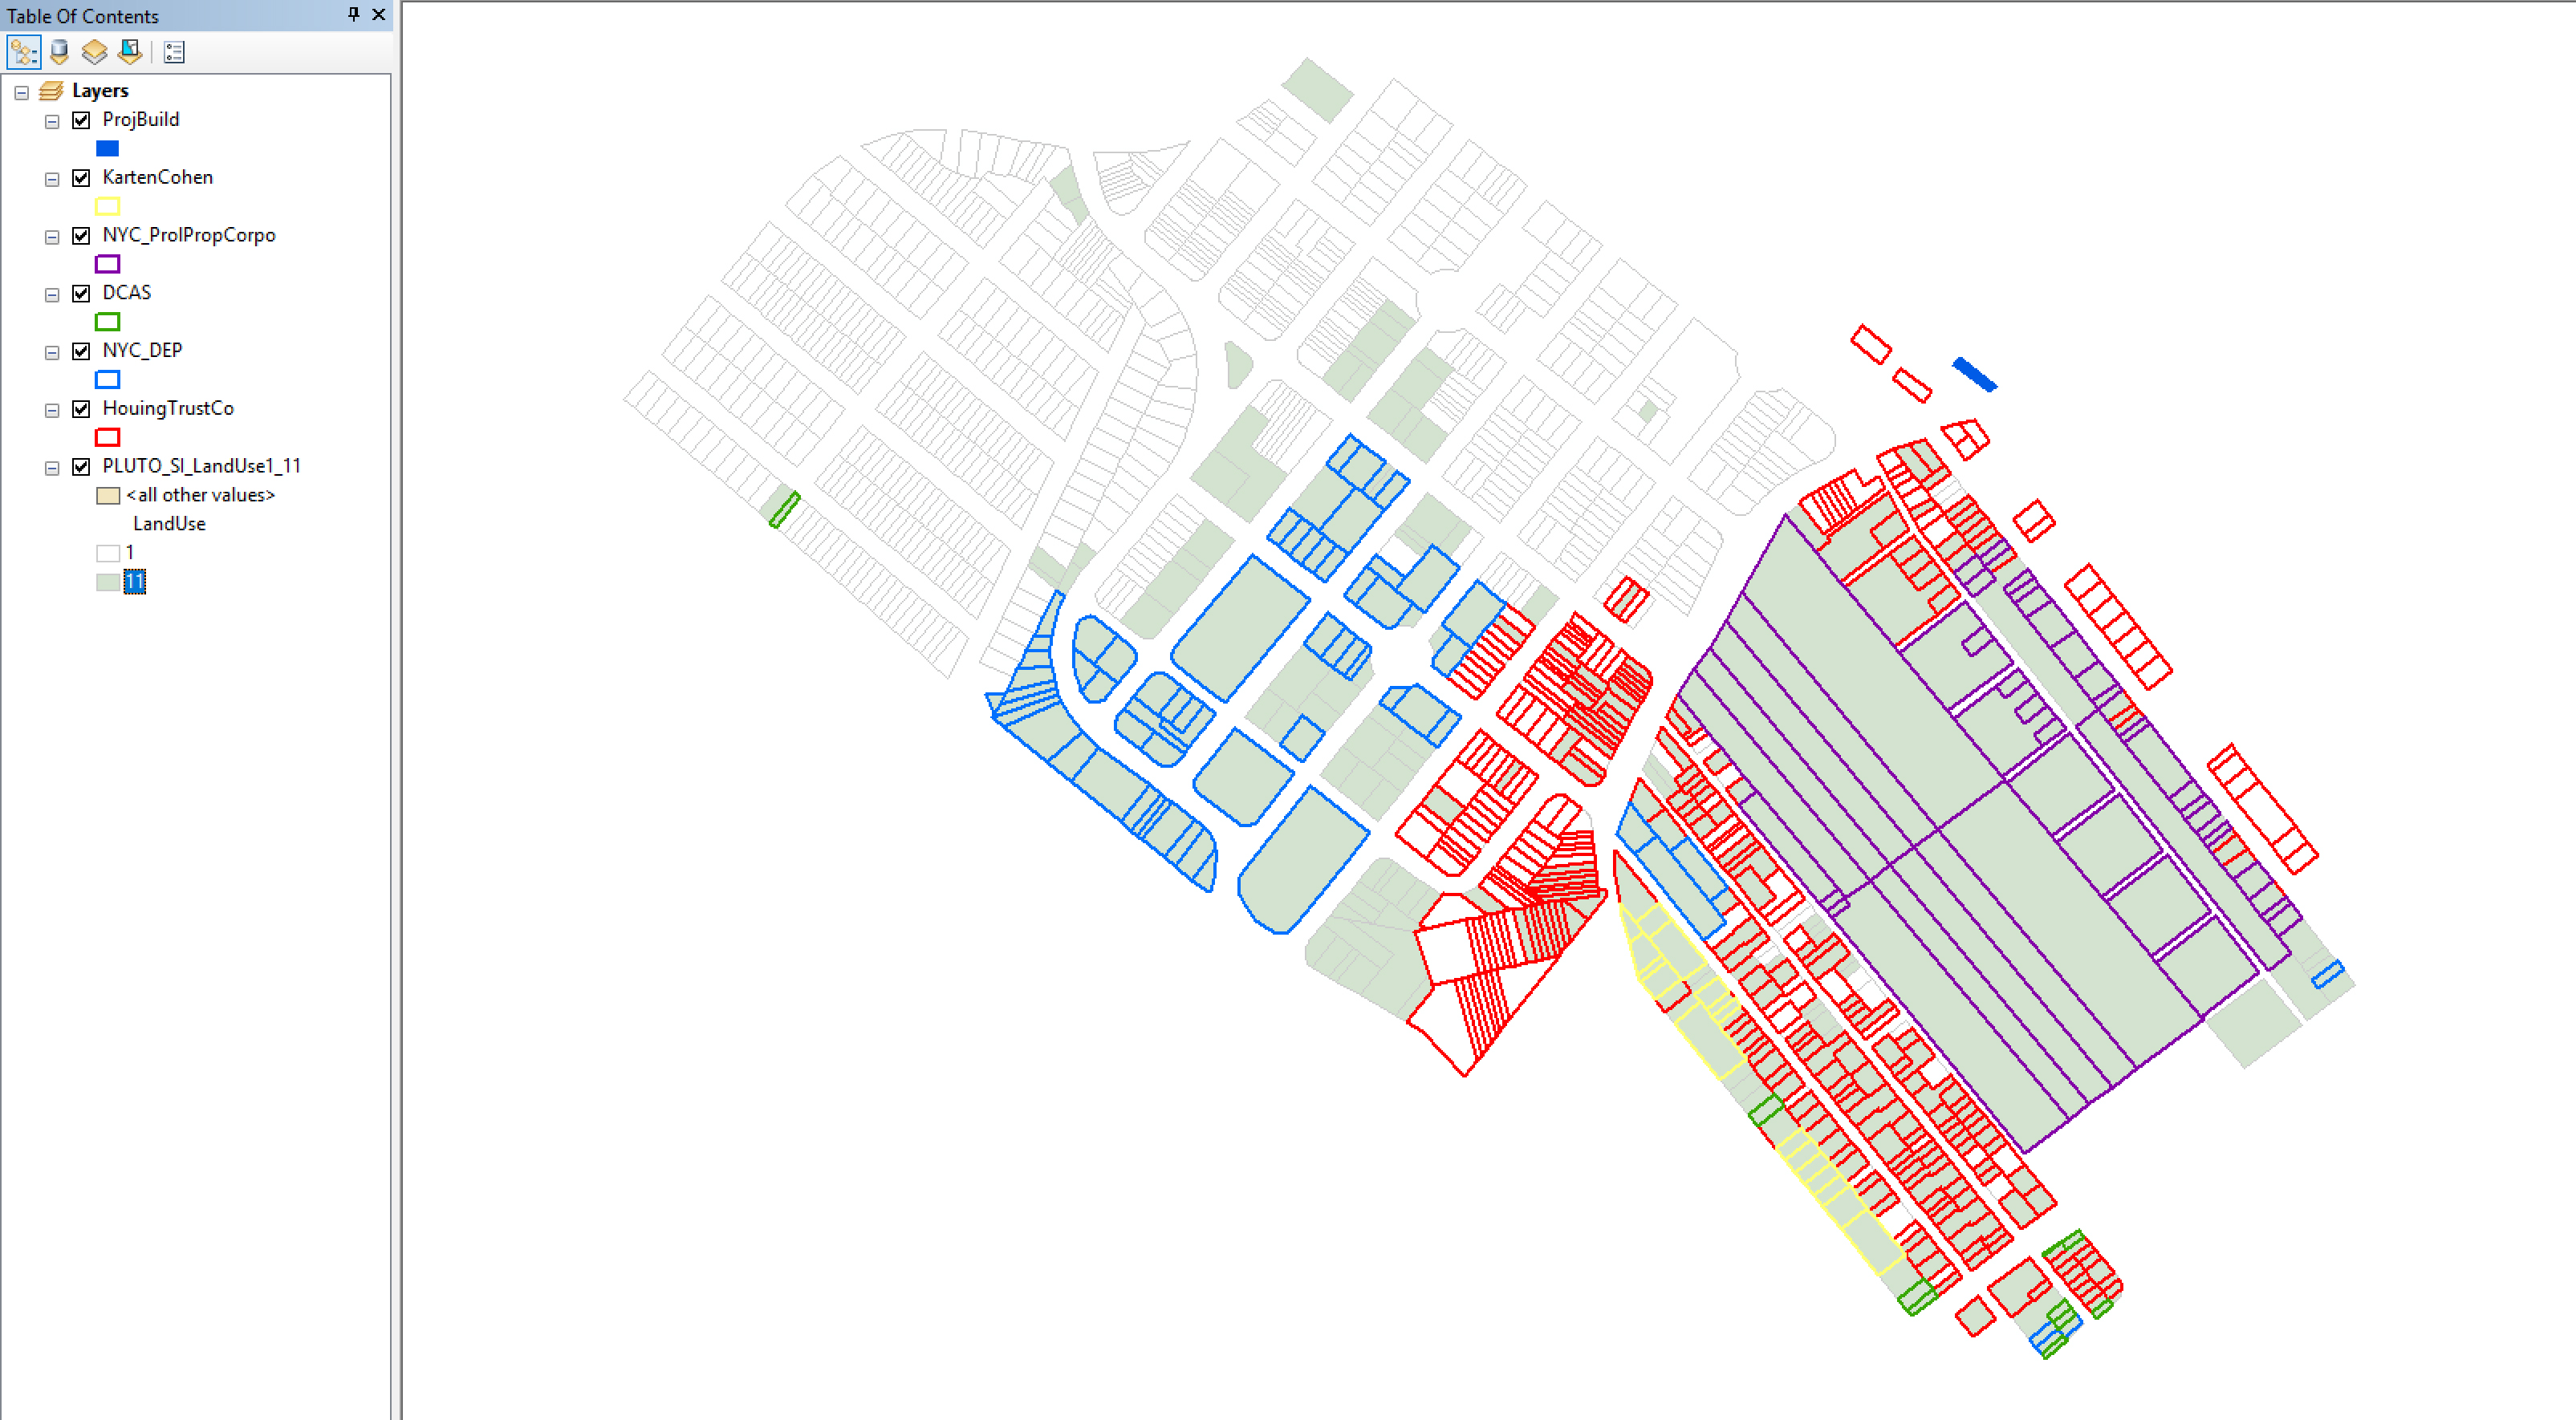 Table Of Contents
Layers
ProjBuild
KartenCohen
NYC_ProlPropCorpo
DCAS
NYC_DEP
HouingTrustCo
PLUTO_SI_LandUse1_11
<all other values>
LandUse
1
11